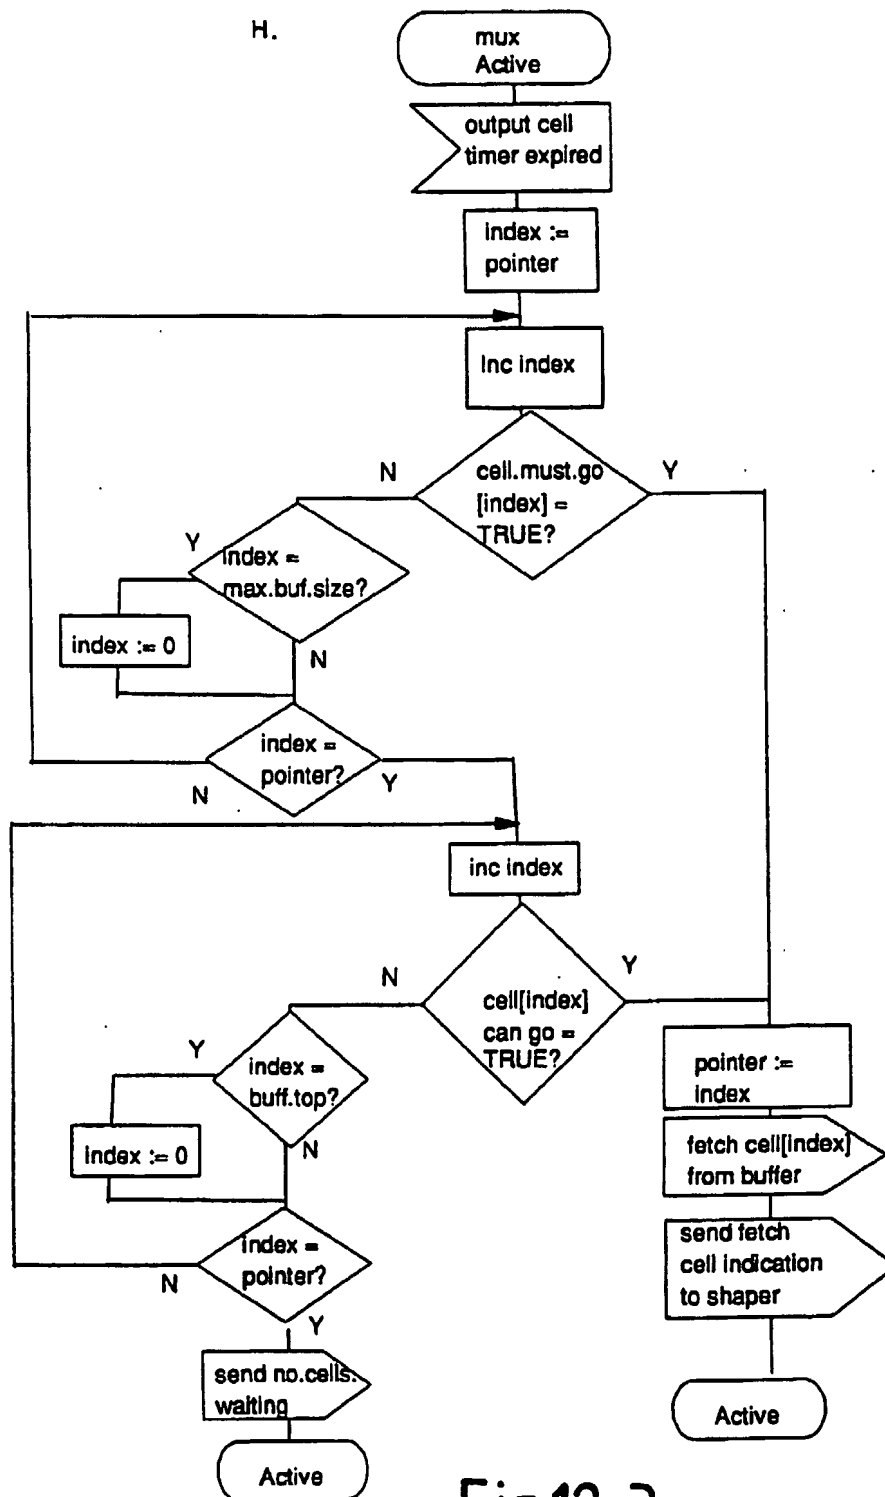 H.
mux
Active
output cell
timer expired
index :=
pointer
inc index
N
cell.must.go
[index] =
TRUE?
Y
Y
index =
max.buf.size?
index := 0
N
index =
pointer?
N
Y
inc index
N
cell[index]
can go =
TRUE?
Y
Y
index =
buff.top?
index := 0
N
index =
pointer?
N
Y
send no.cells.
waiting
Active
pointer :=
index
fetch cell[index]
from buffer
send fetch
cell indication
to shaper
Active